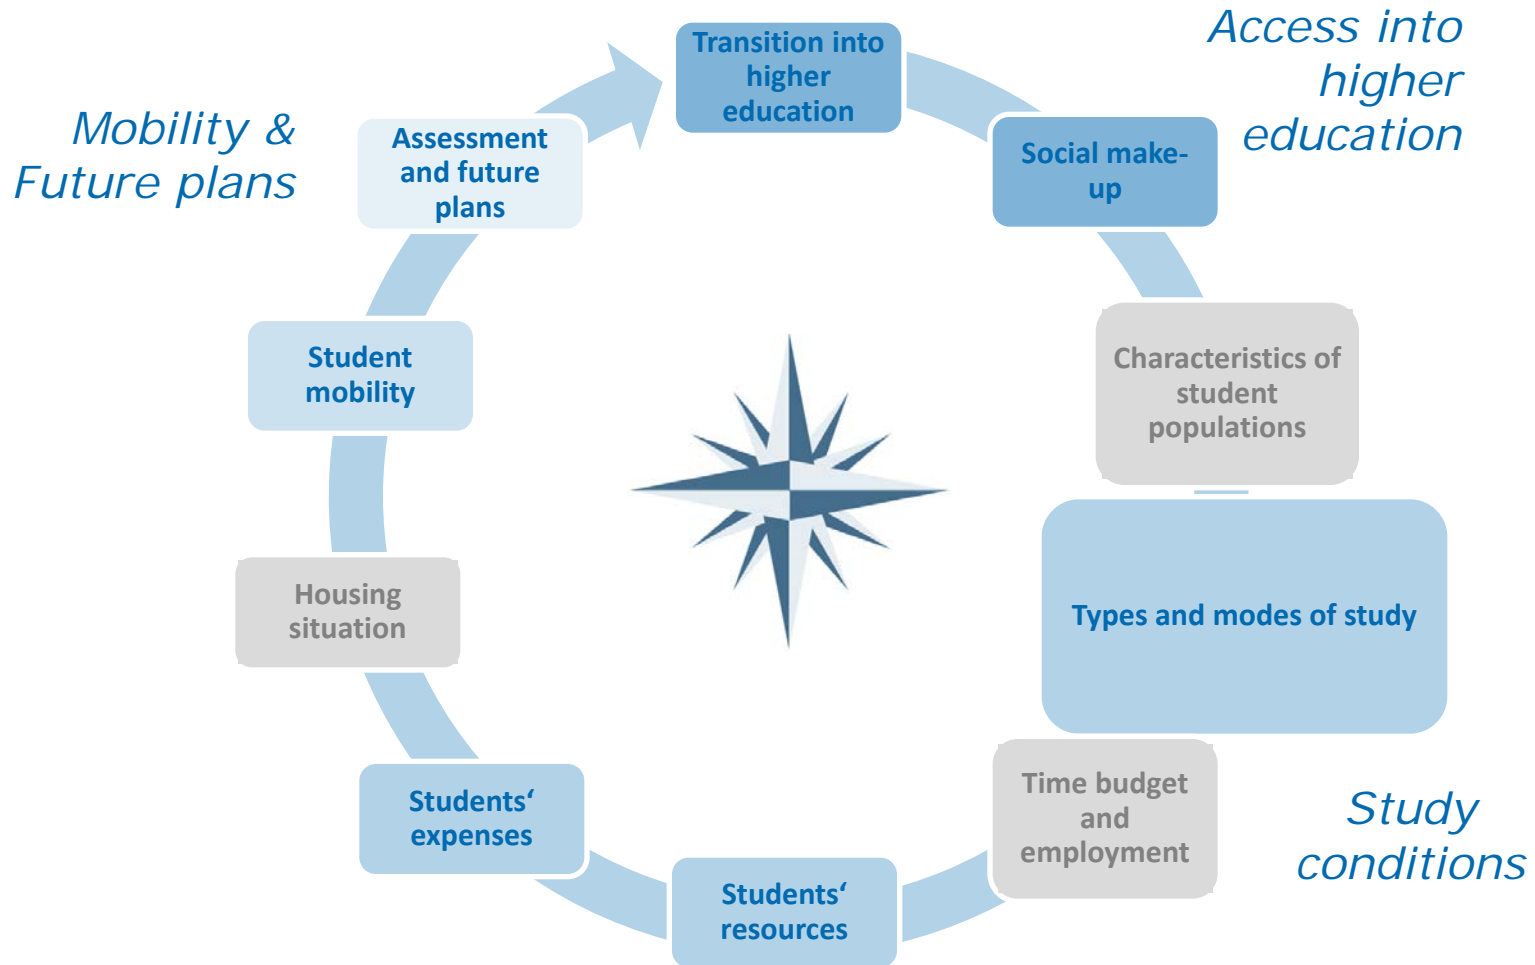 Transition into
higher
education
Access into
higher
education
Social make-
up
Characteristics of
student
populations
Types and modes of study
Time budget
and
employment
Study
conditions
Students‘
resources
Students‘
expenses
Housing
situation
Student
mobility
Assessment
and future
plans
Mobility &
Future plans